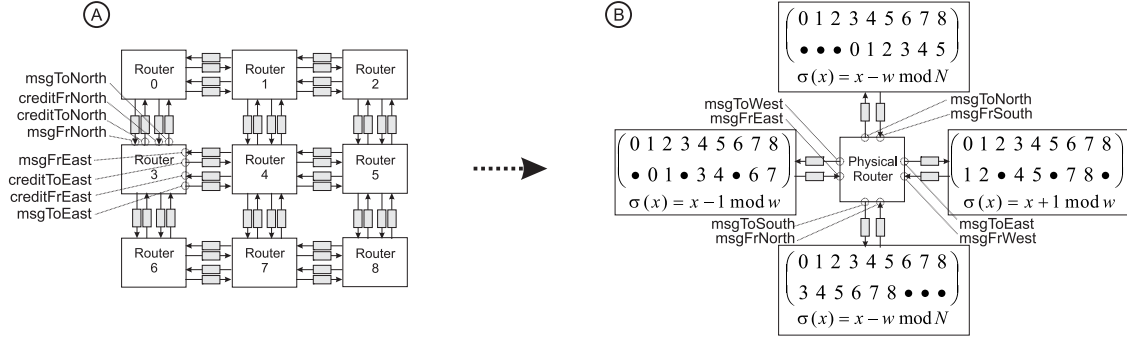 A
Router
0
Router
1
Router
2
msgToNorth
creditFrNorth
creditToNorth
msgFrNorth
msgFrEast
creditToEast
creditFrEast
msgToEast
Router
3
Router
4
Router
5
Router
6
Router
7
Router
8
B
0 1 2 3 4 5 6 7 8
• • • 0 1 2 3 4 5
σ(x) = x − w mod N
msgToWest
msgFrEast
msgToNorth
msgFrSouth
0 1 2 3 4 5 6 7 8
• 0 1 • 3 4 • 6 7
σ(x) = x − 1 mod w
Physical
Router
0 1 2 3 4 5 6 7 8
1 2 • 4 5 • 7 8 •
σ(x) = x + 1 mod w
msgToSouth
msgFrNorth
msgToEast
msgFrWest
0 1 2 3 4 5 6 7 8
3 4 5 6 7 8 • • •
σ(x) = x − w mod N